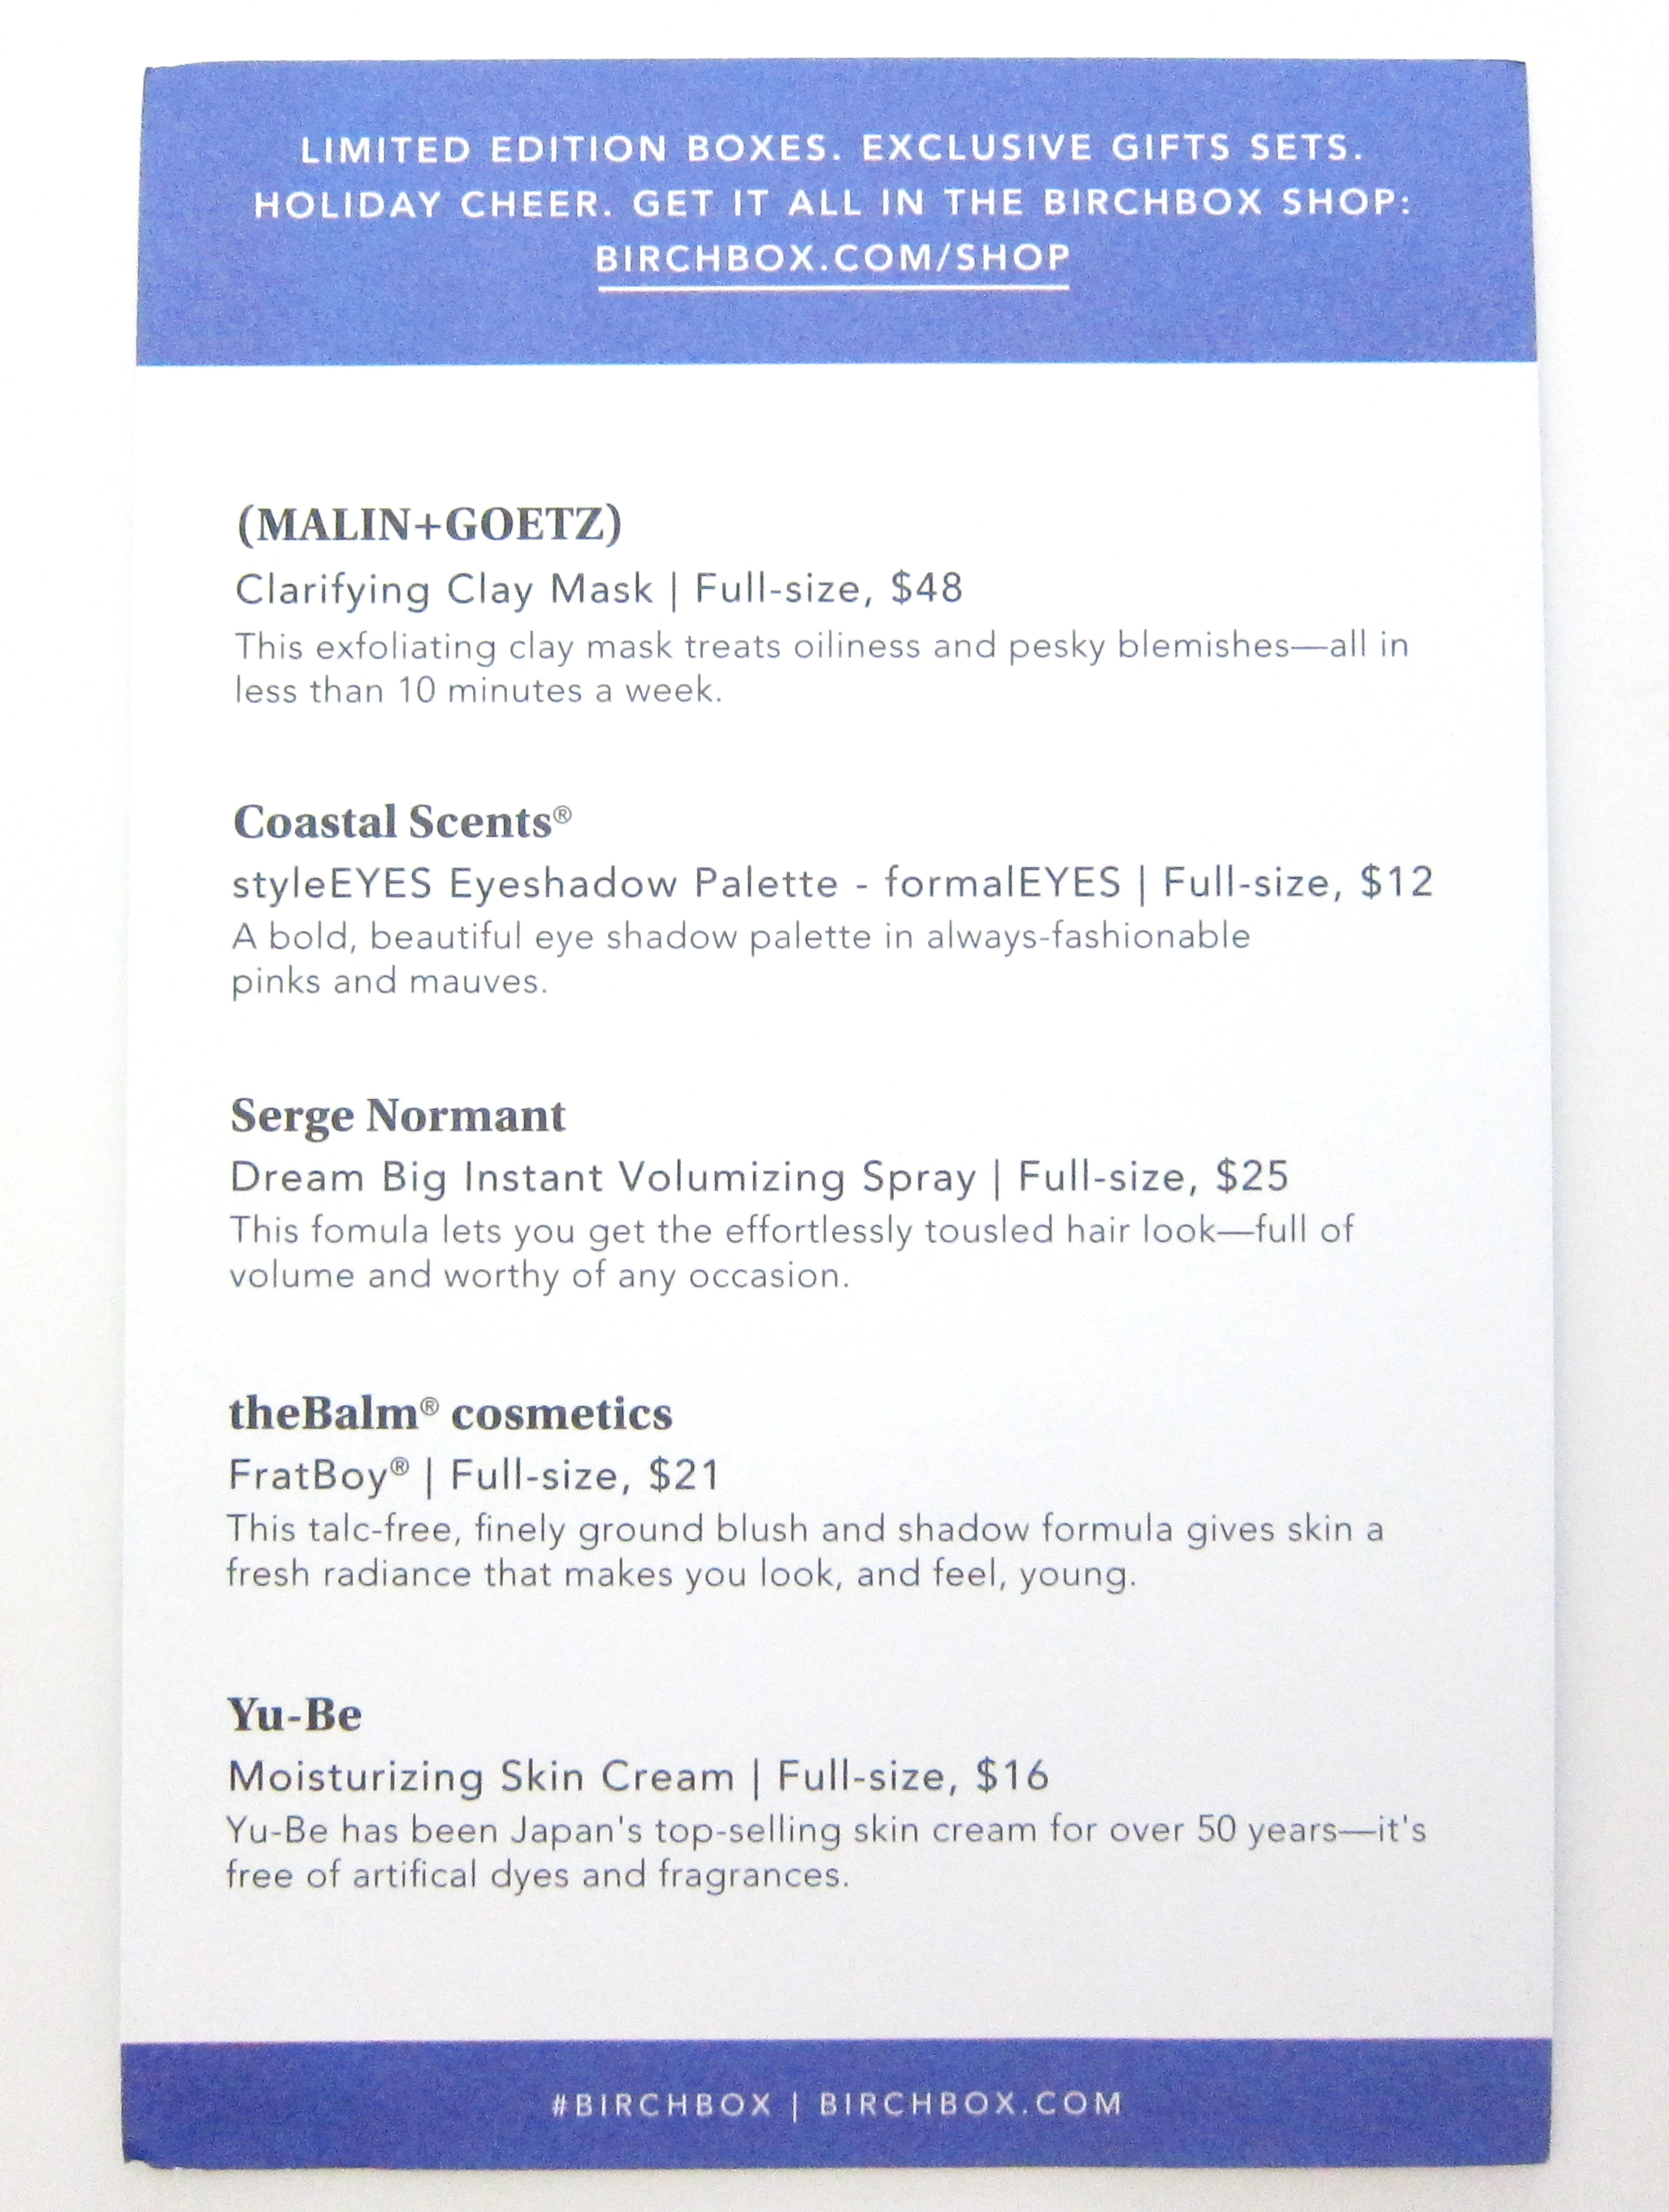 LIMITED EDITION BOXES. EXCLUSIVE GIFTS SETS.
HOLIDAY CHEER. GET IT ALL IN THE BIRCHBOX SHOP:
BIRCHBOX.COM/SHOP
(MALIN+GOETZ)
Clarifying Clay Mask | Full-size, $48
This exfoliating clay mask treats oiliness and pesky blemishes—all in
less than 10 minutes a week.
Coastal Scents®
styleEYES Eyeshadow Palette - formalEYES | Full-size, $12
A bold, beautiful eye shadow palette in always-fashionable
pinks and mauves.
Serge Normant
Dream Big Instant Volumizing Spray | Full-size, $25
This fomula lets you get the effortlessly tousled hair look—full of
volume and worthy of any occasion.
theBalm® cosmetics
FratBoy® | Full-size, $21
This talc-free, finely ground blush and shadow formula gives skin a
fresh radiance that makes you look, and feel, young.
Yu-Be
Moisturizing Skin Cream | Full-size, $16
Yu-Be has been Japan's top-selling skin cream for over 50 years—it's
free of artifical dyes and fragrances.
#BIRCHBOX | BIRCHBOX.COM